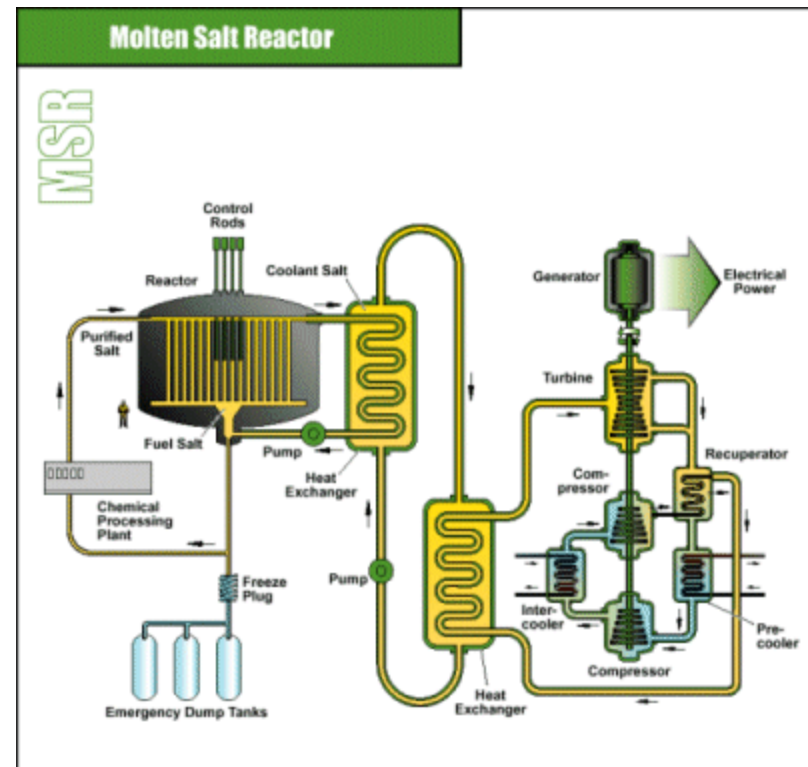 Molten Salt Reactor
MSR
Control
Rods
Reactor
Coolant Salt
Generator
Electrical
Power
Purified
Salt
Turbine
Fuel Salt
Pump
Heat
Exchanger
Recuperator
Com-
pressor
Chemical
Processing
Plant
Freeze
Plug
Pump
Inter-
cooler
Pre-
cooler
Compressor
Heat
Exchanger
Emergency Dump Tanks